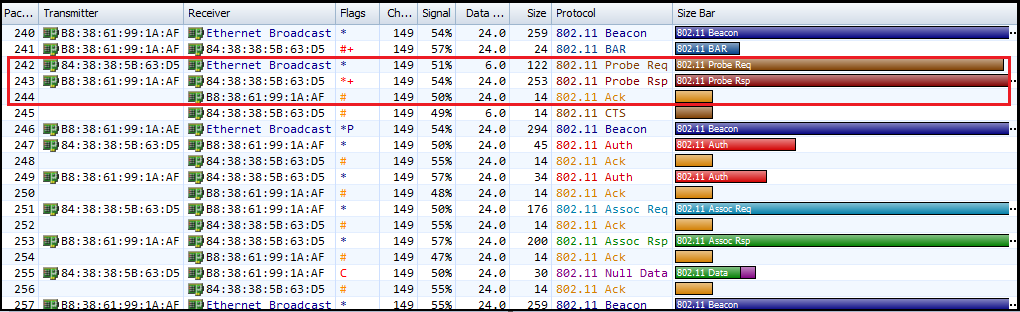 Pac... Transmitter Receiver Flags Ch... Signal Data ... Size Protocol Size Bar
240 B8:38:61:99:1A:AF Ethernet Broadcast * 149 54% 24.0 259 802.11 Beacon 802.11 Beacon
241 B8:38:61:99:1A:AF 84:38:38:5B:63:D5 #+ 149 57% 24.0 24 802.11 BAR 802.11 BAR
242 84:38:38:5B:63:D5 Ethernet Broadcast * 149 51% 6.0 122 802.11 Probe Req 802.11 Probe Req
243 B8:38:61:99:1A:AF 84:38:38:5B:63:D5 *+ 149 54% 24.0 253 802.11 Probe Rsp 802.11 Probe Rsp
244 B8:38:61:99:1A:AF # 149 50% 24.0 14 802.11 Ack
245 84:38:38:5B:63:D5 # 149 49% 6.0 14 802.11 CTS
246 B8:38:61:99:1A:AF Ethernet Broadcast *P 149 54% 24.0 294 802.11 Beacon 802.11 Beacon
247 84:38:38:5B:63:D5 B8:38:61:99:1A:AF * 149 50% 24.0 45 802.11 Auth 802.11 Auth
248 84:38:38:5B:63:D5 # 149 55% 24.0 14 802.11 Ack
249 B8:38:61:99:1A:AF 84:38:38:5B:63:D5 * 149 57% 24.0 34 802.11 Auth 802.11 Auth
250 B8:38:61:99:1A:AF # 149 48% 24.0 14 802.11 Ack
251 84:38:38:5B:63:D5 B8:38:61:99:1A:AF * 149 50% 24.0 176 802.11 Assoc Req 802.11 Assoc Req
252 84:38:38:5B:63:D5 # 149 55% 24.0 14 802.11 Ack
253 B8:38:61:99:1A:AF 84:38:38:5B:63:D5 * 149 57% 24.0 200 802.11 Assoc Rsp 802.11 Assoc Rsp
254 B8:38:61:99:1A:AF # 149 47% 24.0 14 802.11 Ack
255 84:38:38:5B:63:D5 B8:38:61:99:1A:AF C 149 50% 24.0 30 802.11 Null Data 802.11 Data
256 84:38:38:5B:63:D5 # 149 55% 24.0 14 802.11 Ack
257 B8:38:61:99:1A:AF Ethernet Broadcast * 149 55% 24.0 259 802.11 Beacon 802.11 Beacon